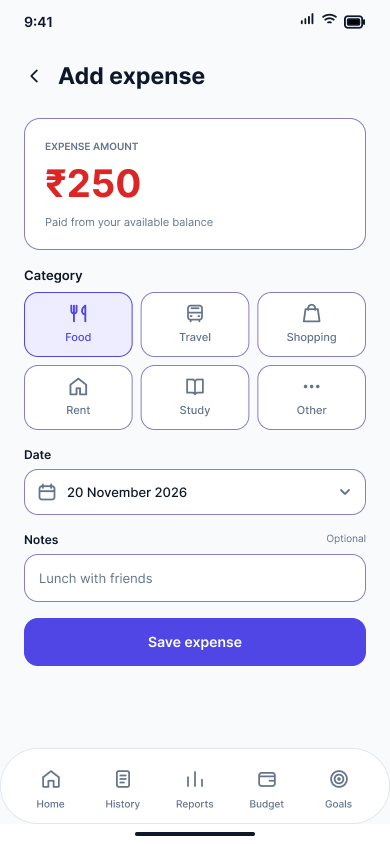 9:41
Add expense
EXPENSE AMOUNT
₹250
Paid from your available balance
Category
Food Travel Shopping
Rent Study Other
Date
20 November 2026
Notes Optional
Lunch with friends
Save expense
Home History Reports Budget Goals